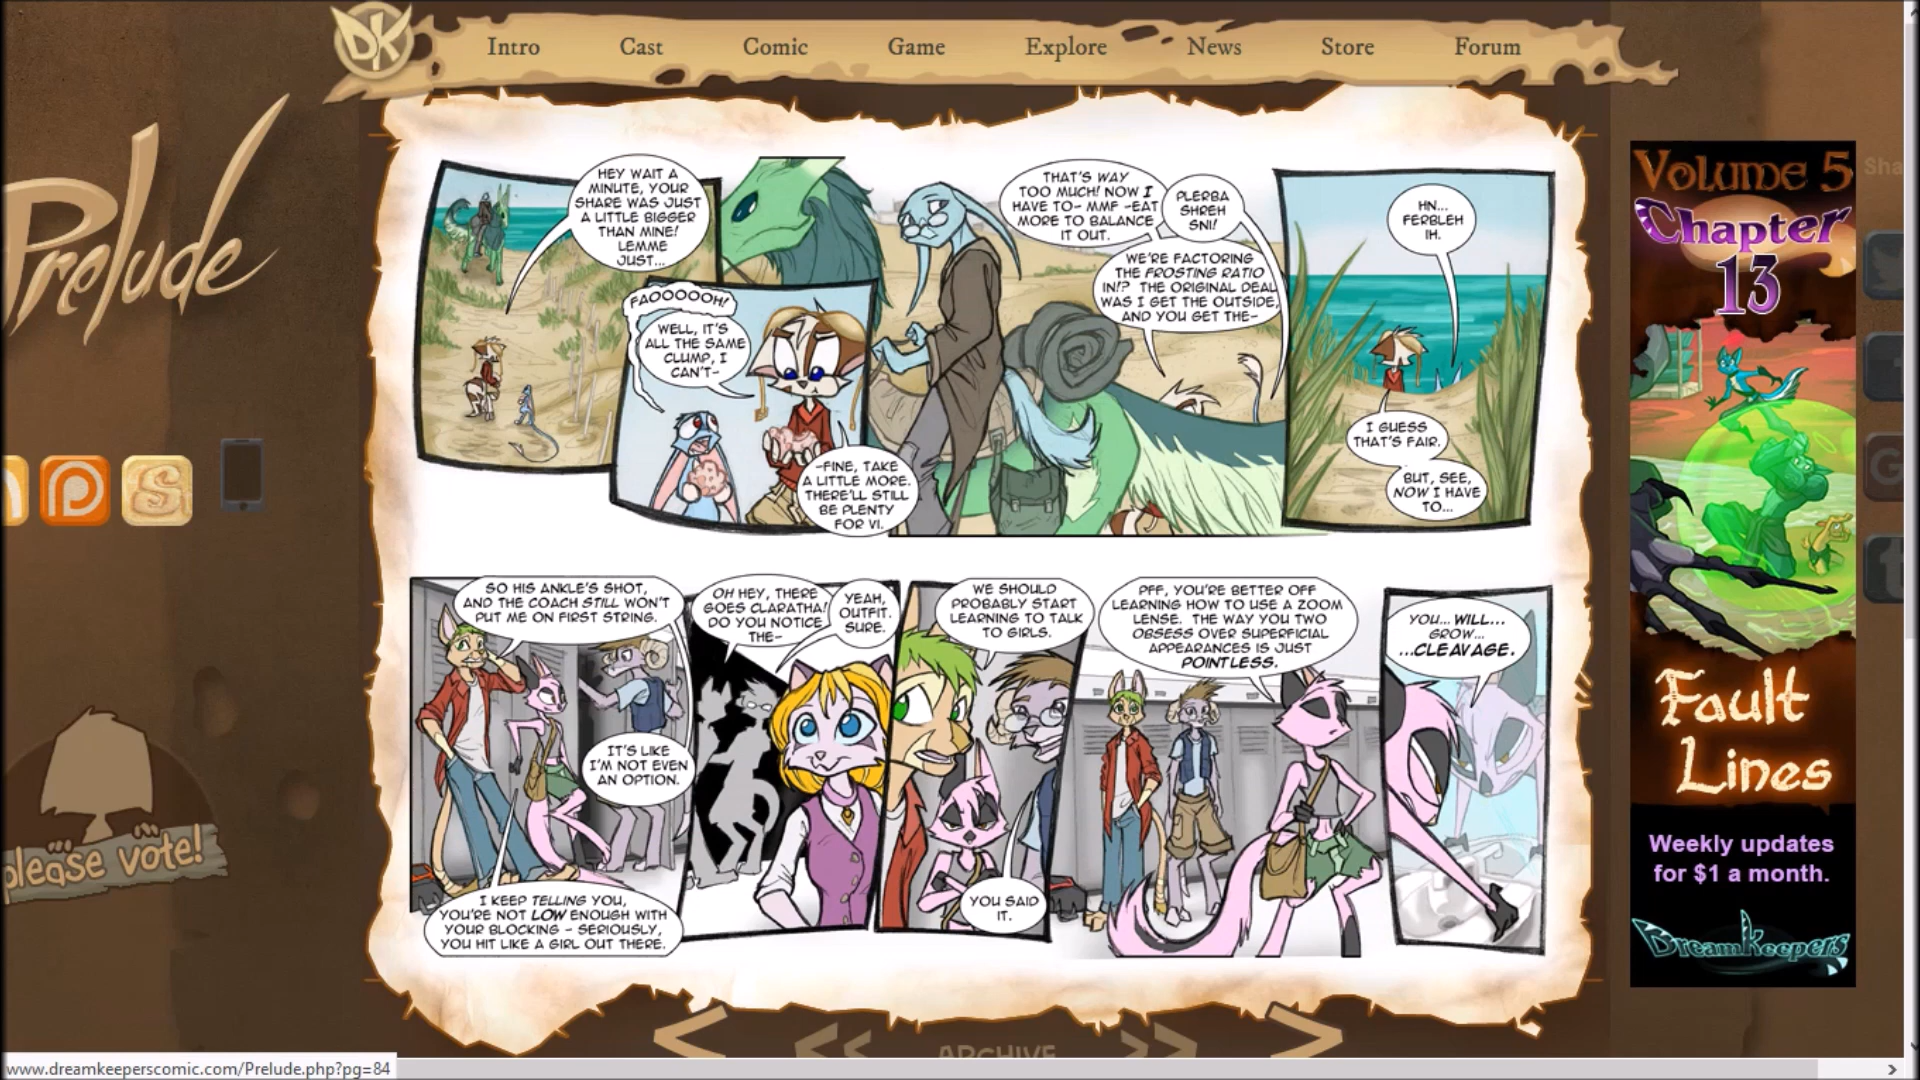 DK
Intro
Cast
Comic
Game
Explore
News
Store
Forum
Prelude
HEY WAIT A
MINUTE, YOUR
SHARE WAS JUST
A LITTLE BIGGER
THAN MINE!
LEMME
JUST...
FAOOOOOH!
WELL, IT'S
ALL THE SAME
CLUMP, I
CAN'T-
-FINE, TAKE
A LITTLE MORE.
THERE'LL STILL
BE PLENTY
FOR VI.
THAT'S WAY
TOO MUCH! NOW I
HAVE TO- MMF -EAT
MORE TO BALANCE
IT OUT.
PLERBA
SHREH
SNI!
WE'RE FACTORING
THE FROSTING RATIO
IN!? THE ORIGINAL DEAL
WAS I GET THE OUTSIDE,
AND YOU GET THE-
HN...
FERBLEH
IH.
I GUESS
THAT'S FAIR.
BUT, SEE,
NOW I HAVE
TO...
SO HIS ANKLE'S SHOT,
AND THE COACH STILL WON'T
PUT ME ON FIRST STRING.
IT'S LIKE
I'M NOT EVEN
AN OPTION.
I KEEP TELLING YOU,
YOU'RE NOT LOW ENOUGH WITH
YOUR BLOCKING - SERIOUSLY,
YOU HIT LIKE A GIRL OUT THERE.
OH HEY, THERE
GOES CLARATHA!
DO YOU NOTICE
THE-
YEAH,
OUTFIT.
SURE.
WE SHOULD
PROBABLY START
LEARNING TO TALK
TO GIRLS.
YOU SAID
IT.
PFF, YOU'RE BETTER OFF
LEARNING HOW TO USE A ZOOM
LENSE. THE WAY YOU TWO
OBSESS OVER SUPERFICIAL
APPEARANCES IS JUST
POINTLESS.
YOU... WILL...
GROW...
...CLEAVAGE.
please vote!
ARCHIVE
Volume 5
Chapter
13
Fault
Lines
Weekly updates
for $1 a month.
DreamKeepers
Sha
www.dreamkeeperscomic.com/Prelude.php?pg=84